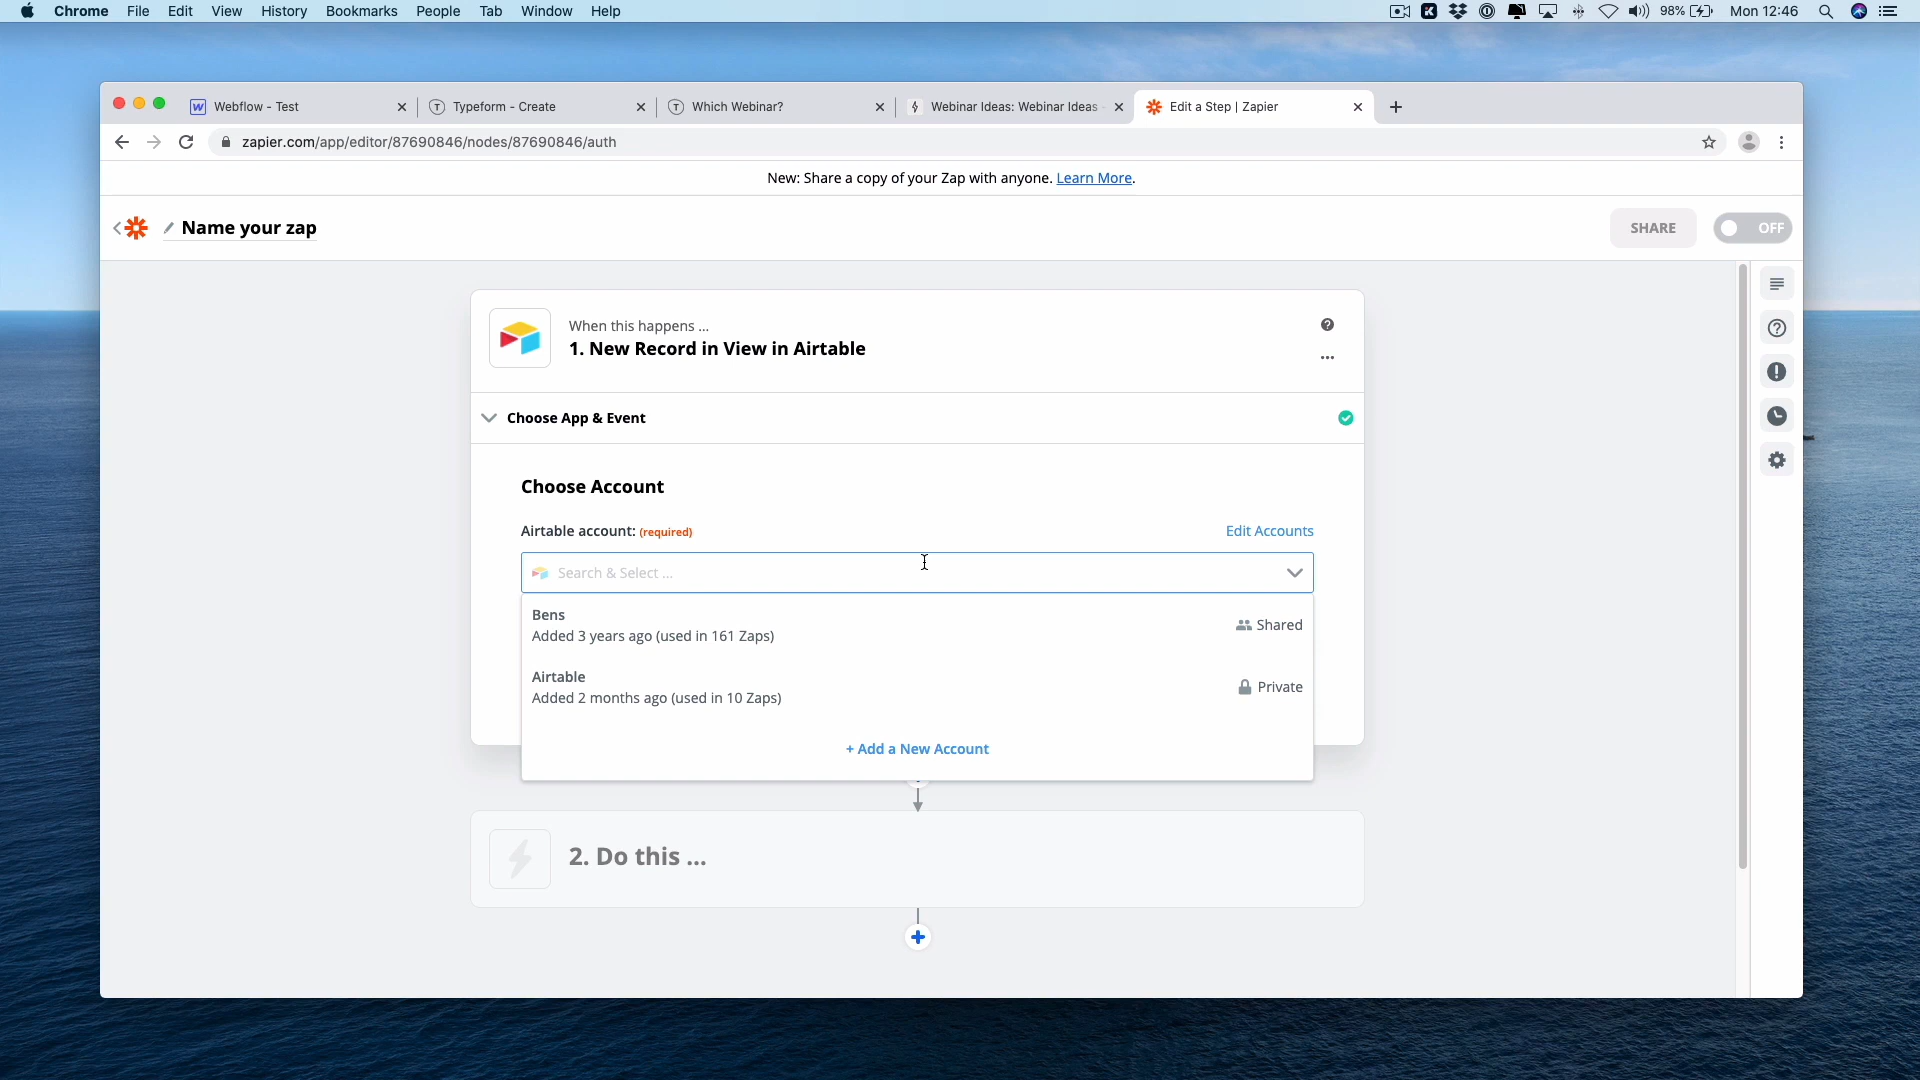 Chrome File Edit View History Bookmarks People Tab Window Help 98% Mon 12:46
Webflow - Test Typeform - Create Which Webinar? Webinar Ideas: Webinar Ideas - Edit a Step | Zapier
zapier.com/app/editor/87690846/nodes/87690846/auth
New: Share a copy of your Zap with anyone. Learn More.
Name your zap SHARE OFF
When this happens ...
1. New Record in View in Airtable
Choose App & Event
Choose Account
Airtable account: (required) Edit Accounts
Search & Select ...
Bens
Added 3 years ago (used in 161 Zaps) Shared
Airtable
Added 2 months ago (used in 10 Zaps) Private
+ Add a New Account
2. Do this ...